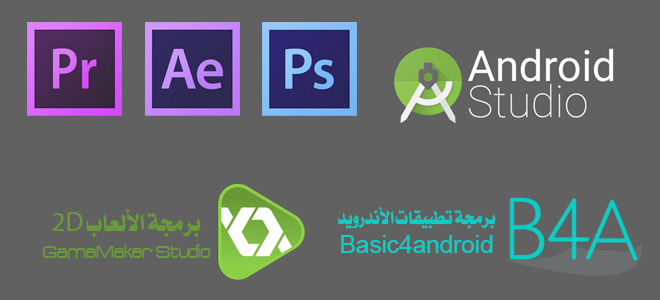 Pr
Ae
Ps
Android
Studio
برمجة الألعاب 2D
GameMaker Studio
برمجة تطبيقات الأندرويد
Basic4android
B4A